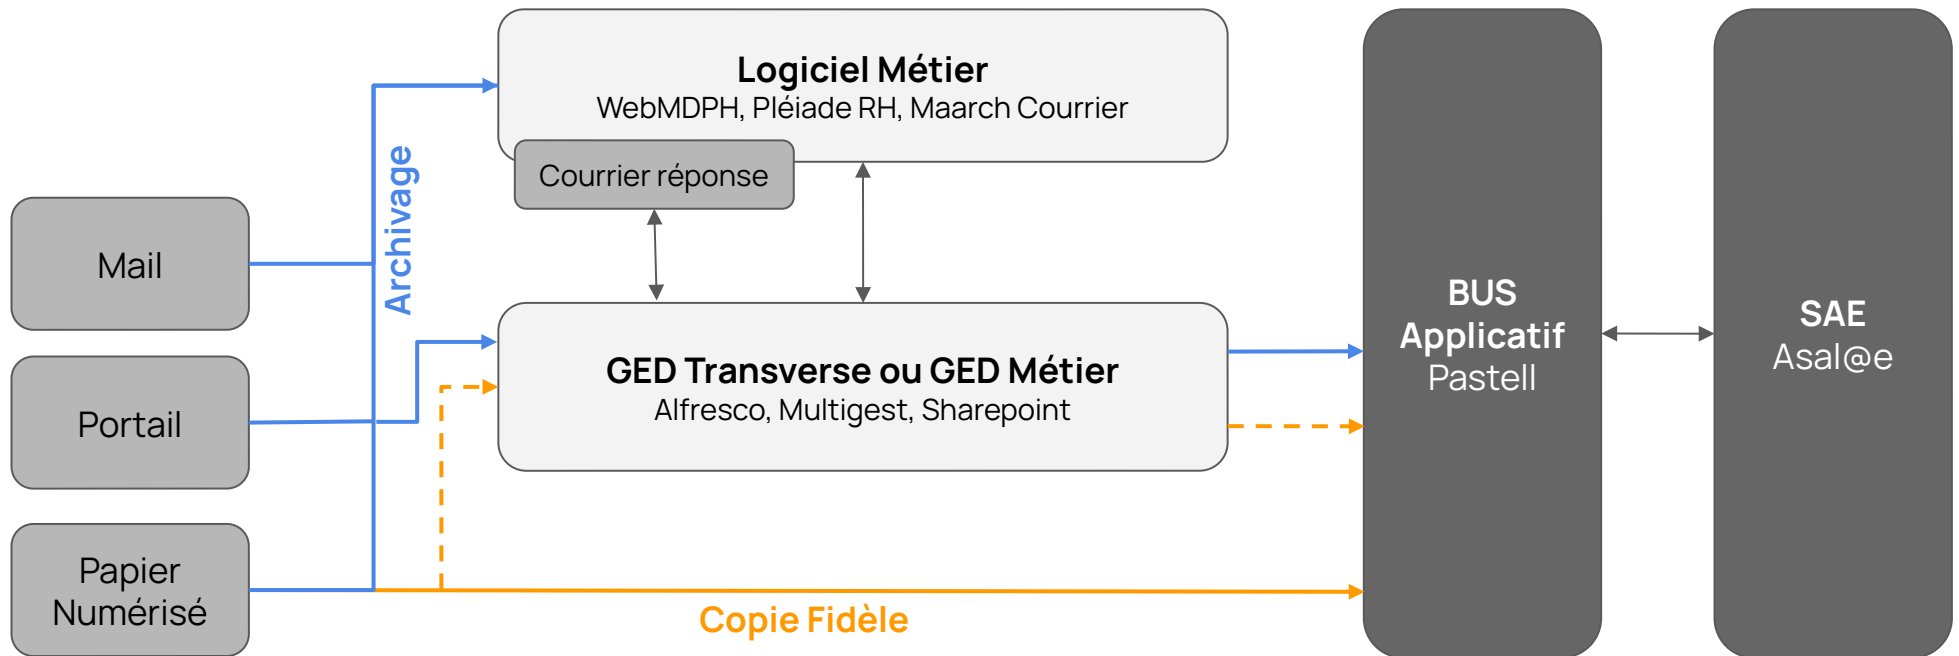 Logiciel Métier
WebMDPH, Pléiade RH, Maarch Courrier
Courrier réponse
Archivage
Mail
Portail
Papier
Numérisé
GED Transverse ou GED Métier
Alfresco, Multigest, Sharepoint
Copie Fidèle
BUS
Applicatif
Pastell
SAE
Asal@e